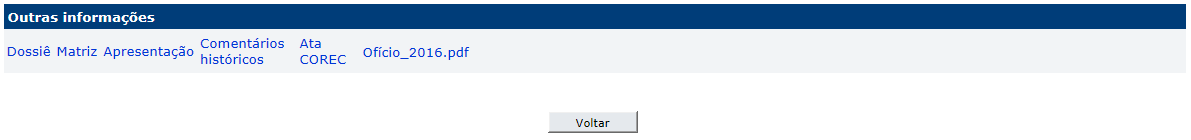 Outras informações
Dossiê Matriz Apresentação Comentários históricos Ata COREC Ofício_2016.pdf
Voltar